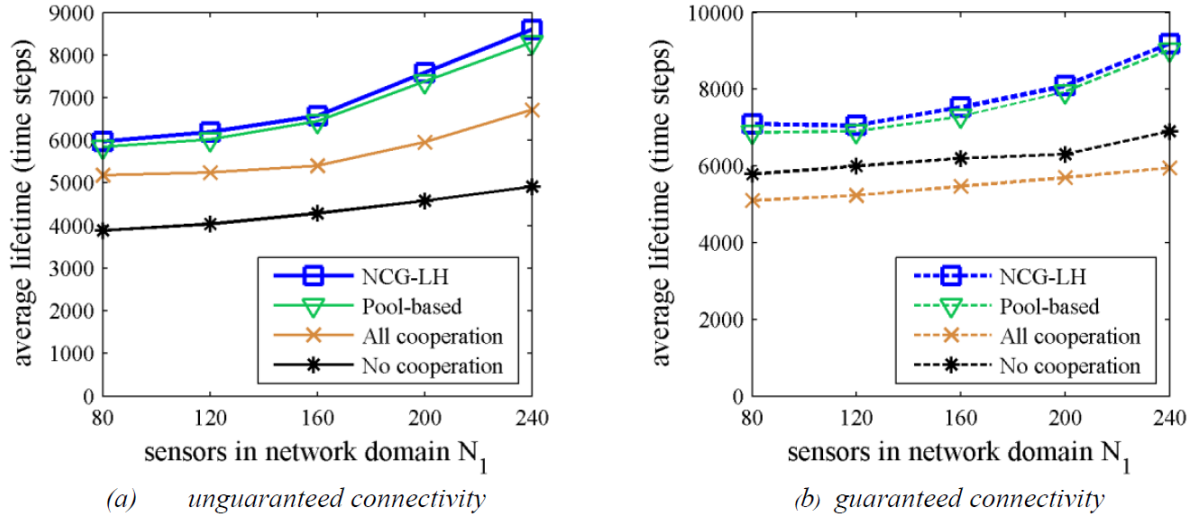 average lifetime (time steps)
9000
8000
7000
6000
5000
4000
3000
2000
1000
0
NCG-LH
Pool-based
All cooperation
No cooperation
80 120 160 200 240
sensors in network domain N1
(a) unguaranteed connectivity
average lifetime (time steps)
10000
8000
6000
4000
2000
0
NCG-LH
Pool-based
All cooperation
No cooperation
80 120 160 200 240
sensors in network domain N1
(b) guaranteed connectivity